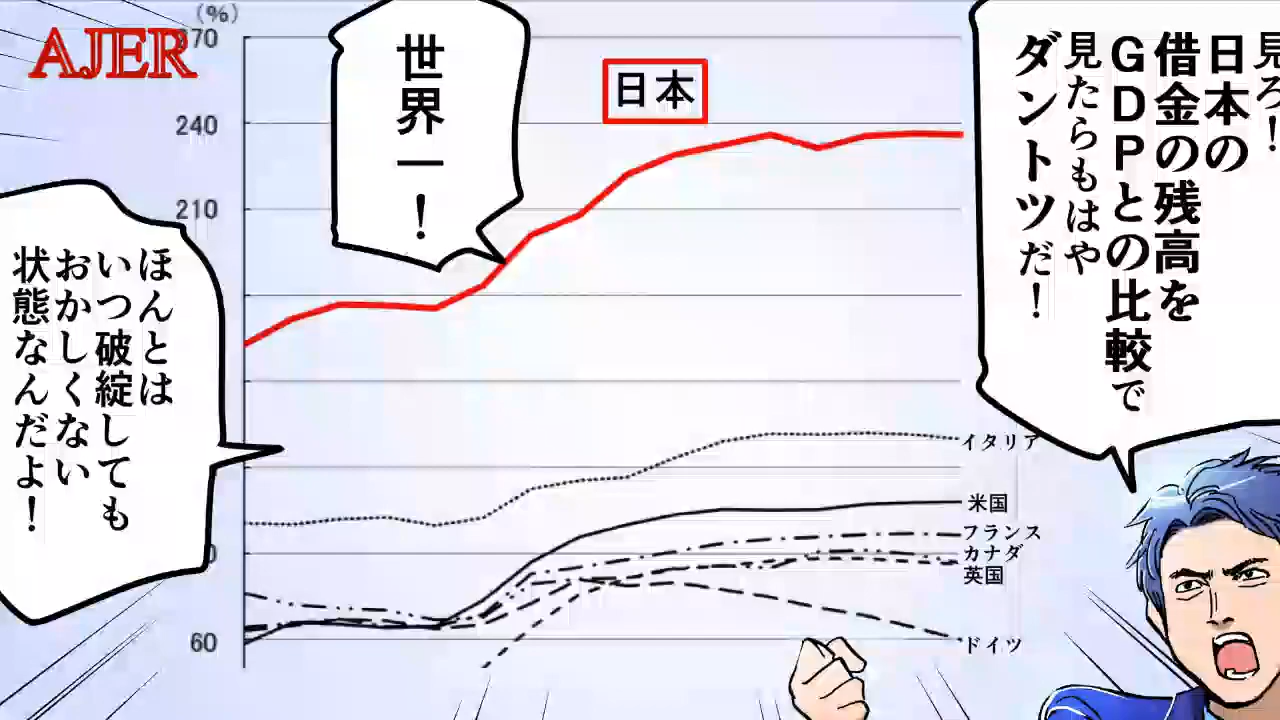 見ろ!
日本の
借金の残高を
GDPとの比較で
見たらもはや
ダントツだ!
世界一!
ほんとは
いつ破綻しても
おかしくない
状態なんだよ!
AJER
(%)
日本
240
210
60
イタリア
米国
フランス
カナダ
英国
ドイツ